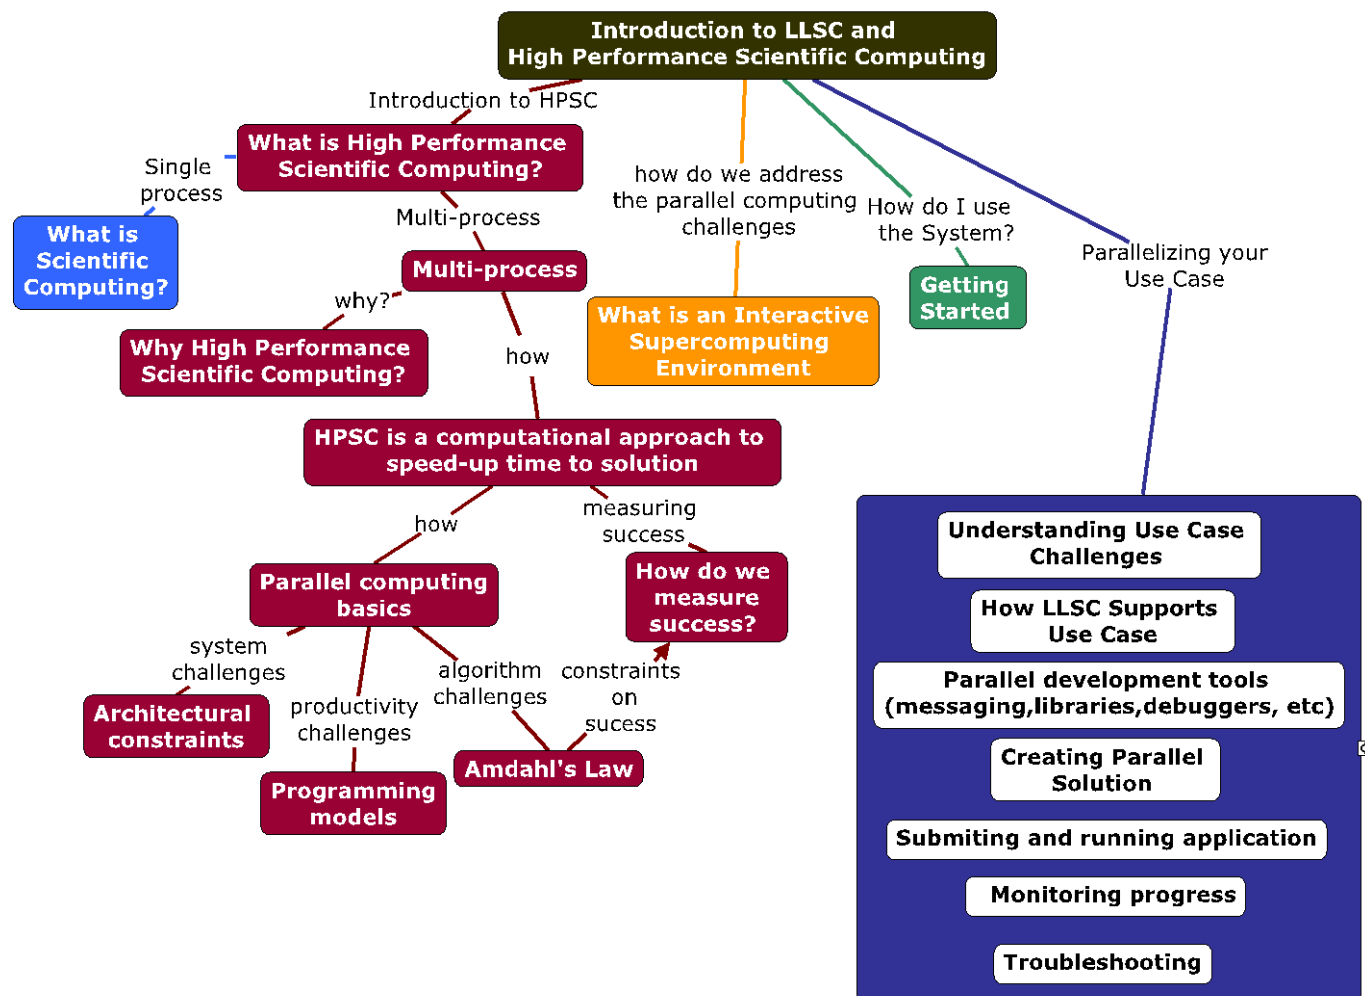 Introduction to LLSC and
High Performance Scientific Computing
Introduction to HPSC
What is High Performance
Scientific Computing?
Single
process
What is
Scientific
Computing?
Multi-process
Multi-process
why?
Why High Performance
Scientific Computing?
how
HPSC is a computational approach to
speed-up time to solution
how
Parallel computing
basics
measuring
success
How do we
measure
success?
system
challenges
Architectural
constraints
productivity
challenges
Programming
models
algorithm
challenges
Amdahl's Law
constraints
on
sucess
how do we address
the parallel computing
challenges
What is an Interactive
Supercomputing
Environment
How do I use
the System?
Getting
Started
Parallelizing your
Use Case
Understanding Use Case
Challenges
How LLSC Supports
Use Case
Parallel development tools
(messaging,libraries,debuggers, etc)
Creating Parallel
Solution
Submiting and running application
Monitoring progress
Troubleshooting